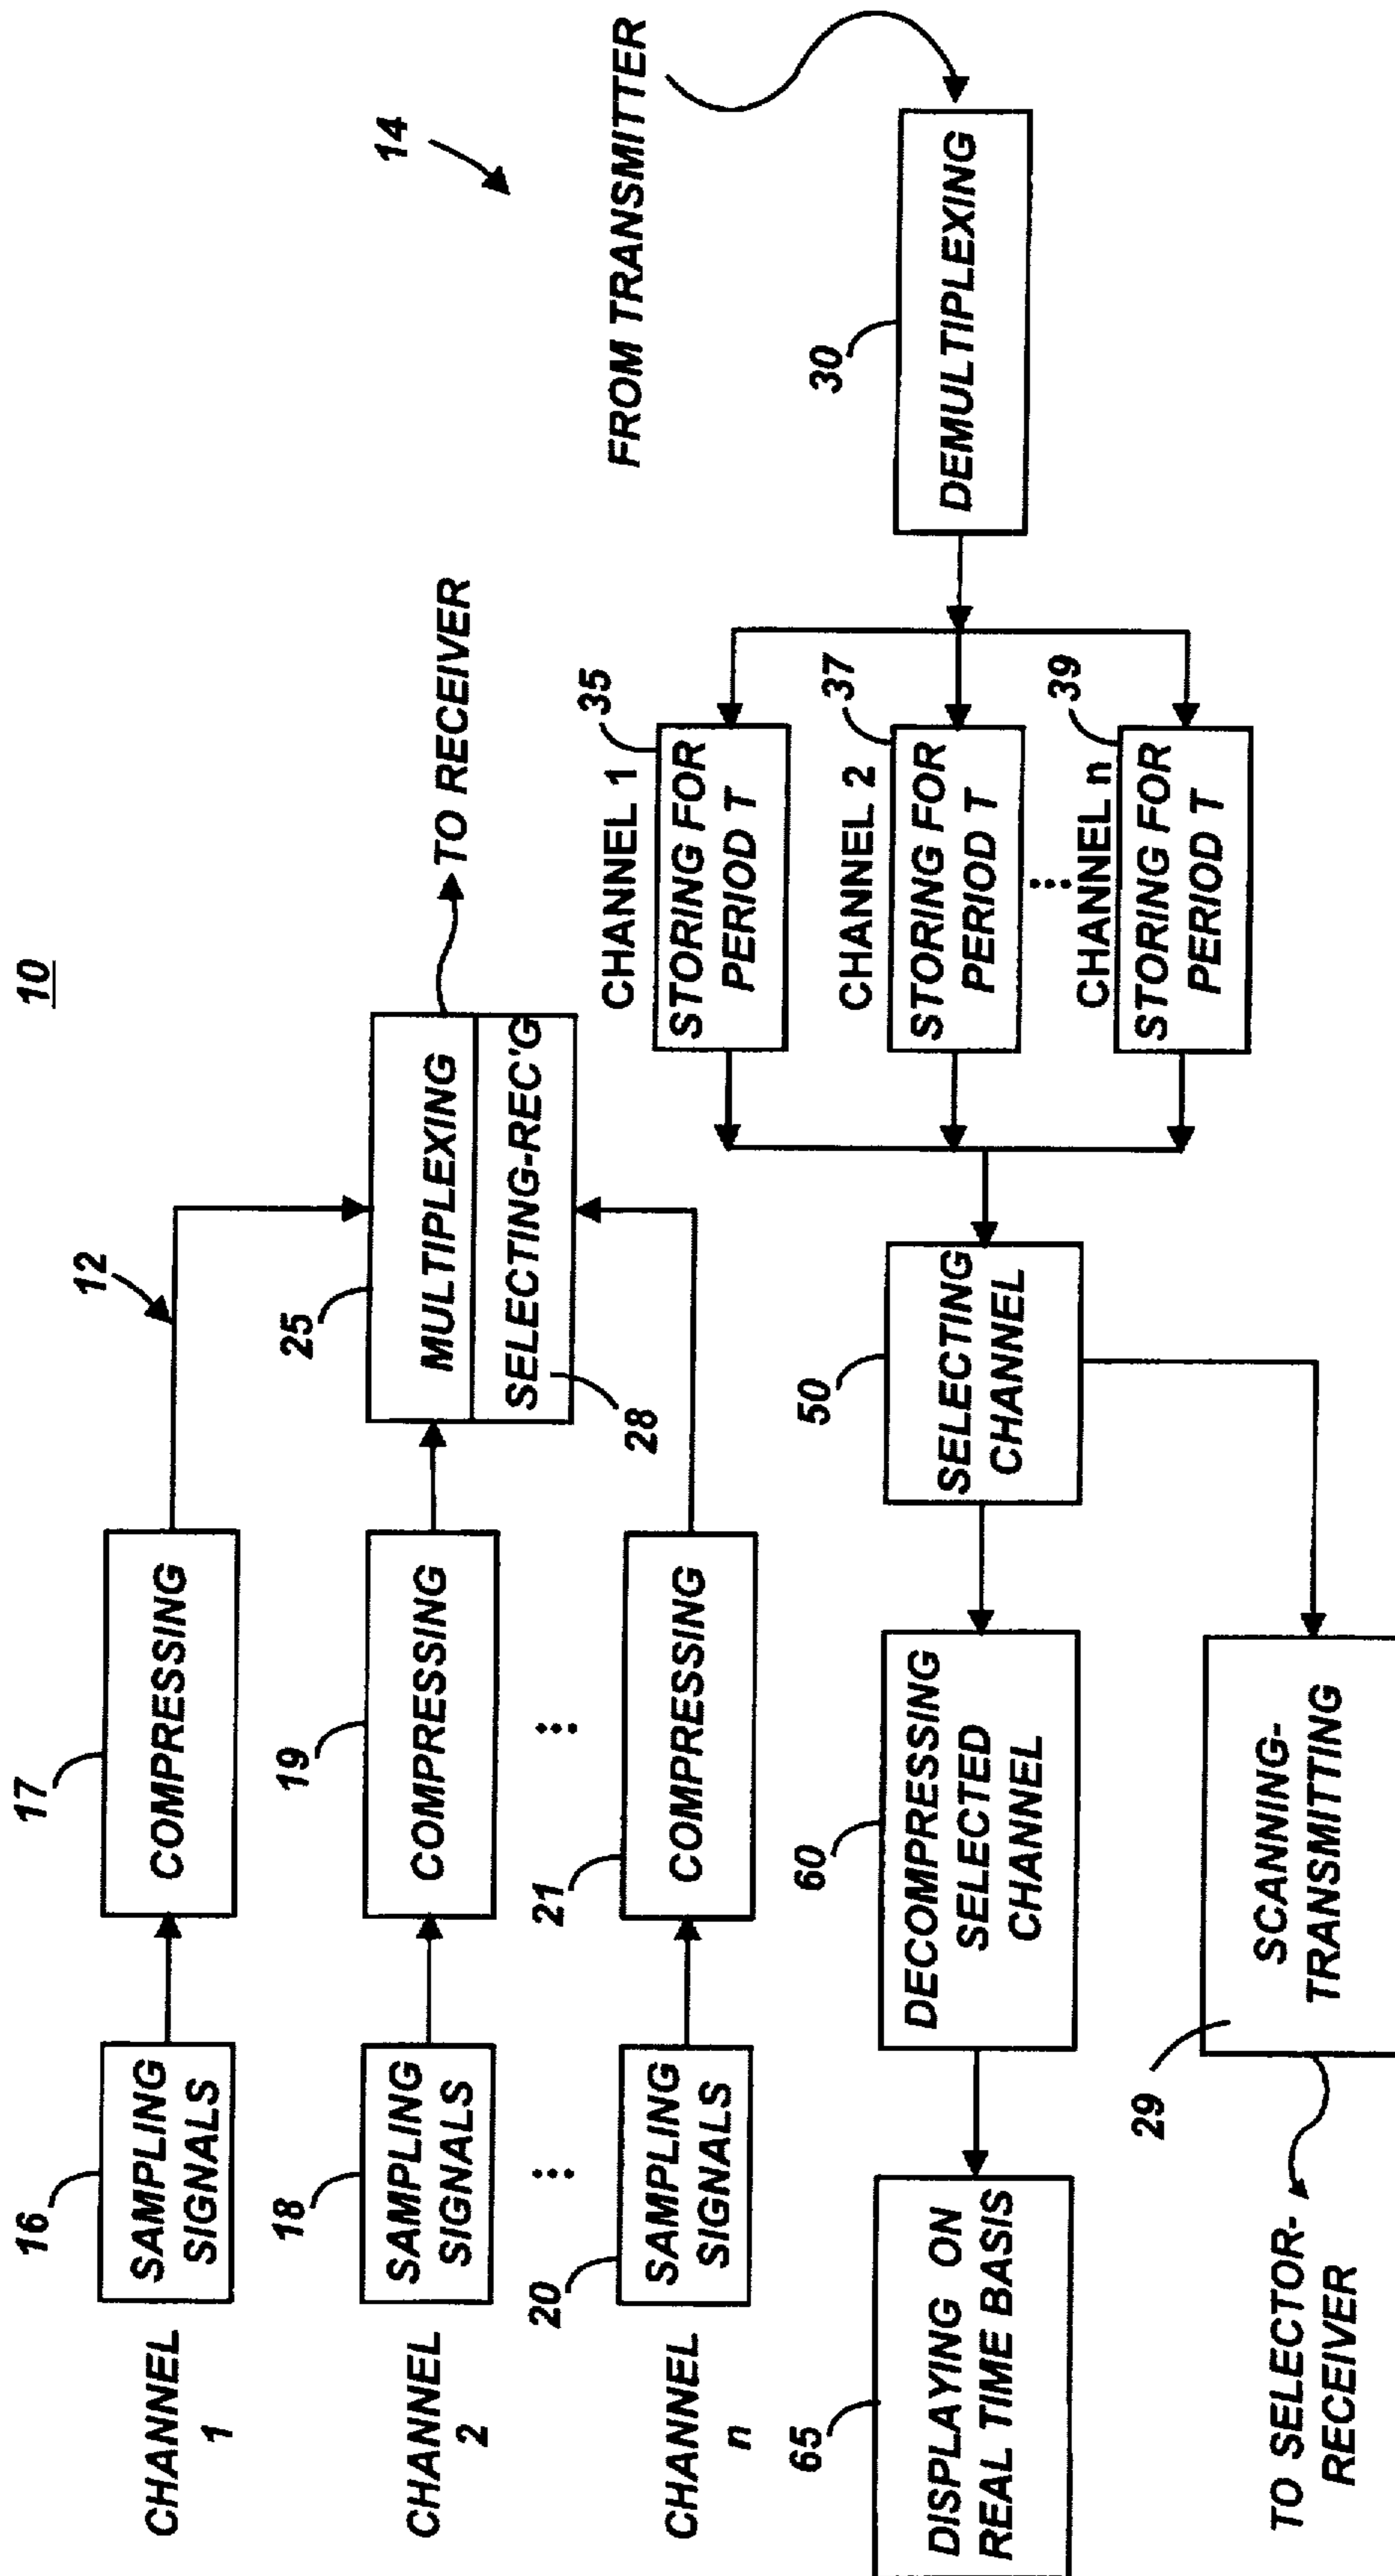 10
12
16
17
CHANNEL
1
SAMPLING
SIGNALS
COMPRESSING
18
19
25
CHANNEL
2
SAMPLING
SIGNALS
COMPRESSING
MULTIPLEXING
TO RECEIVER
SELECTING-REC'G
28
20
21
CHANNEL
n
SAMPLING
SIGNALS
COMPRESSING
14
FROM TRANSMITTER
30
DEMULTIPLEXING
CHANNEL 1
35
STORING FOR
PERIOD T
CHANNEL 2
37
STORING FOR
PERIOD T
CHANNEL n
39
STORING FOR
PERIOD T
50
SELECTING
CHANNEL
60
DECOMPRESSING
SELECTED
CHANNEL
65
DISPLAYING ON
REAL TIME BASIS
29
SCANNING-
TRANSMITTING
TO SELECTOR-
RECEIVER